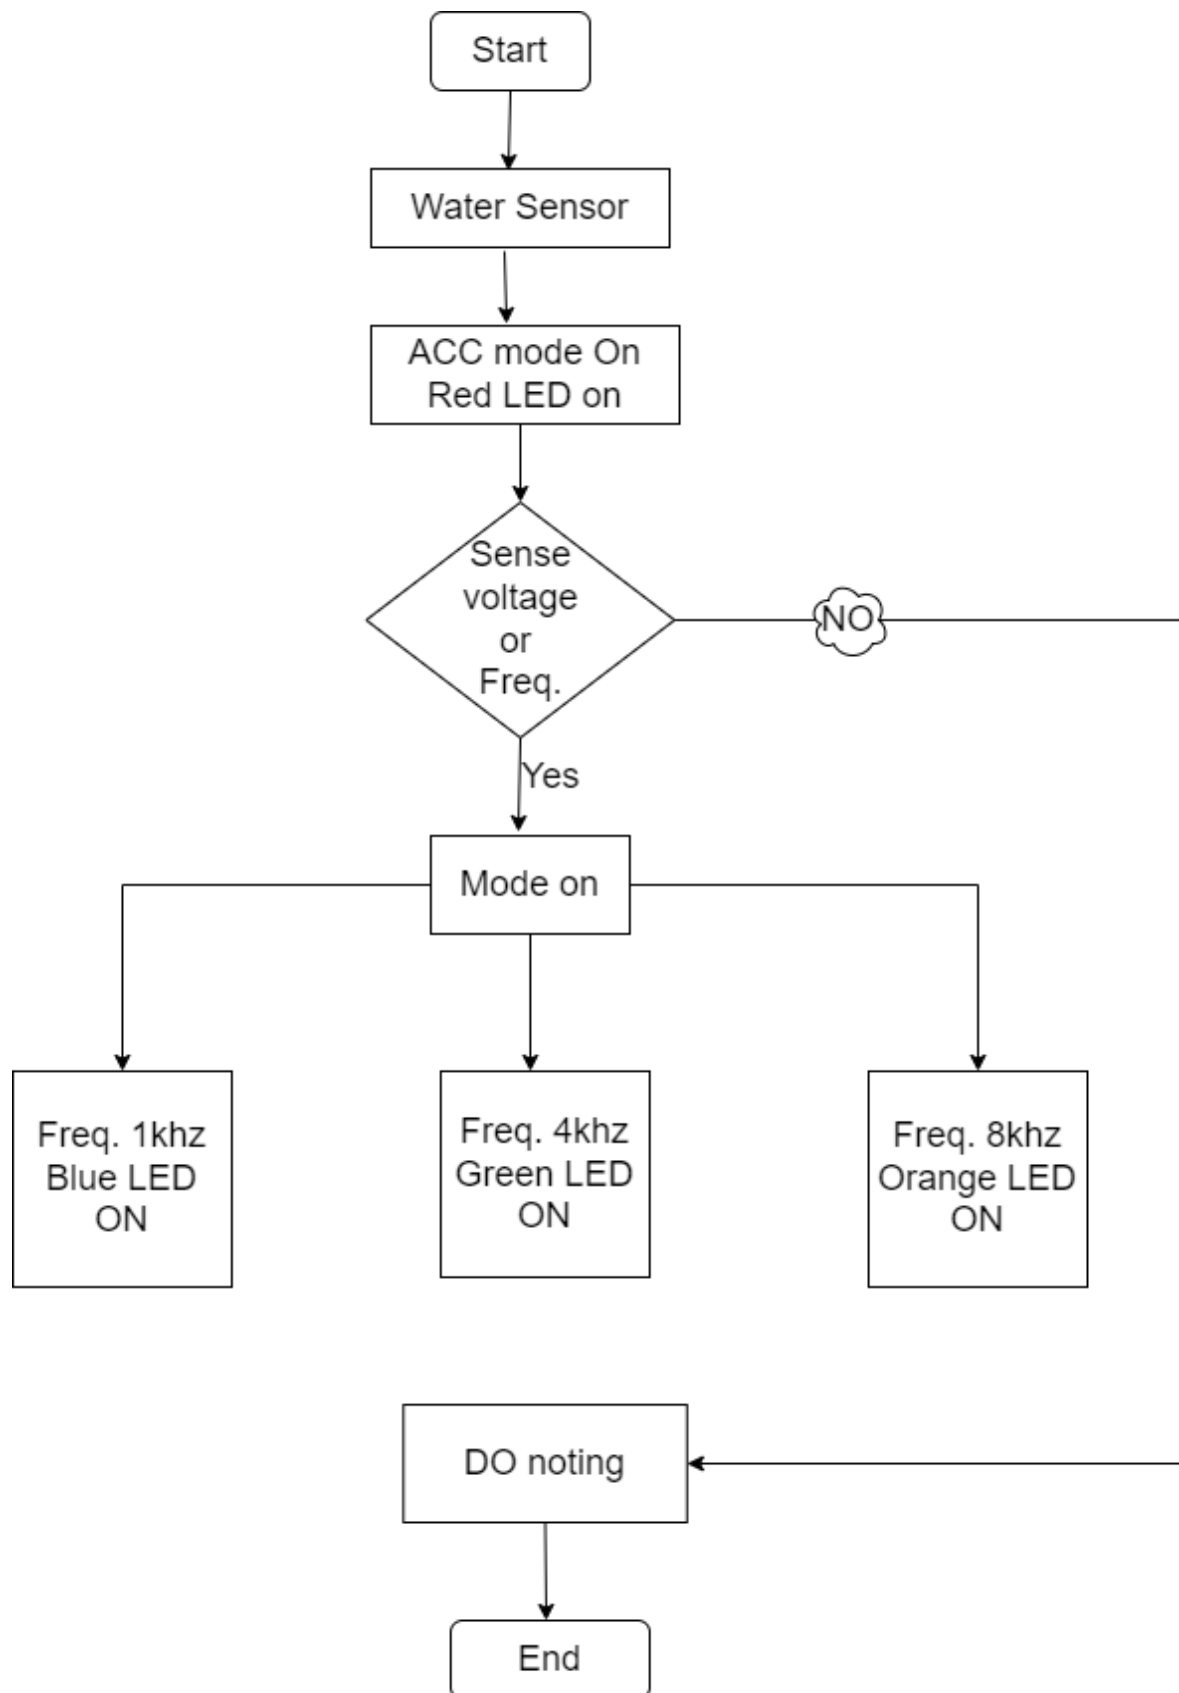 Start
Water Sensor
ACC mode On
Red LED on
Sense
voltage
or
Freq.
NO
Yes
Mode on
Freq. 1khz
Blue LED
ON
Freq. 4khz
Green LED
ON
Freq. 8khz
Orange LED
ON
DO noting
End